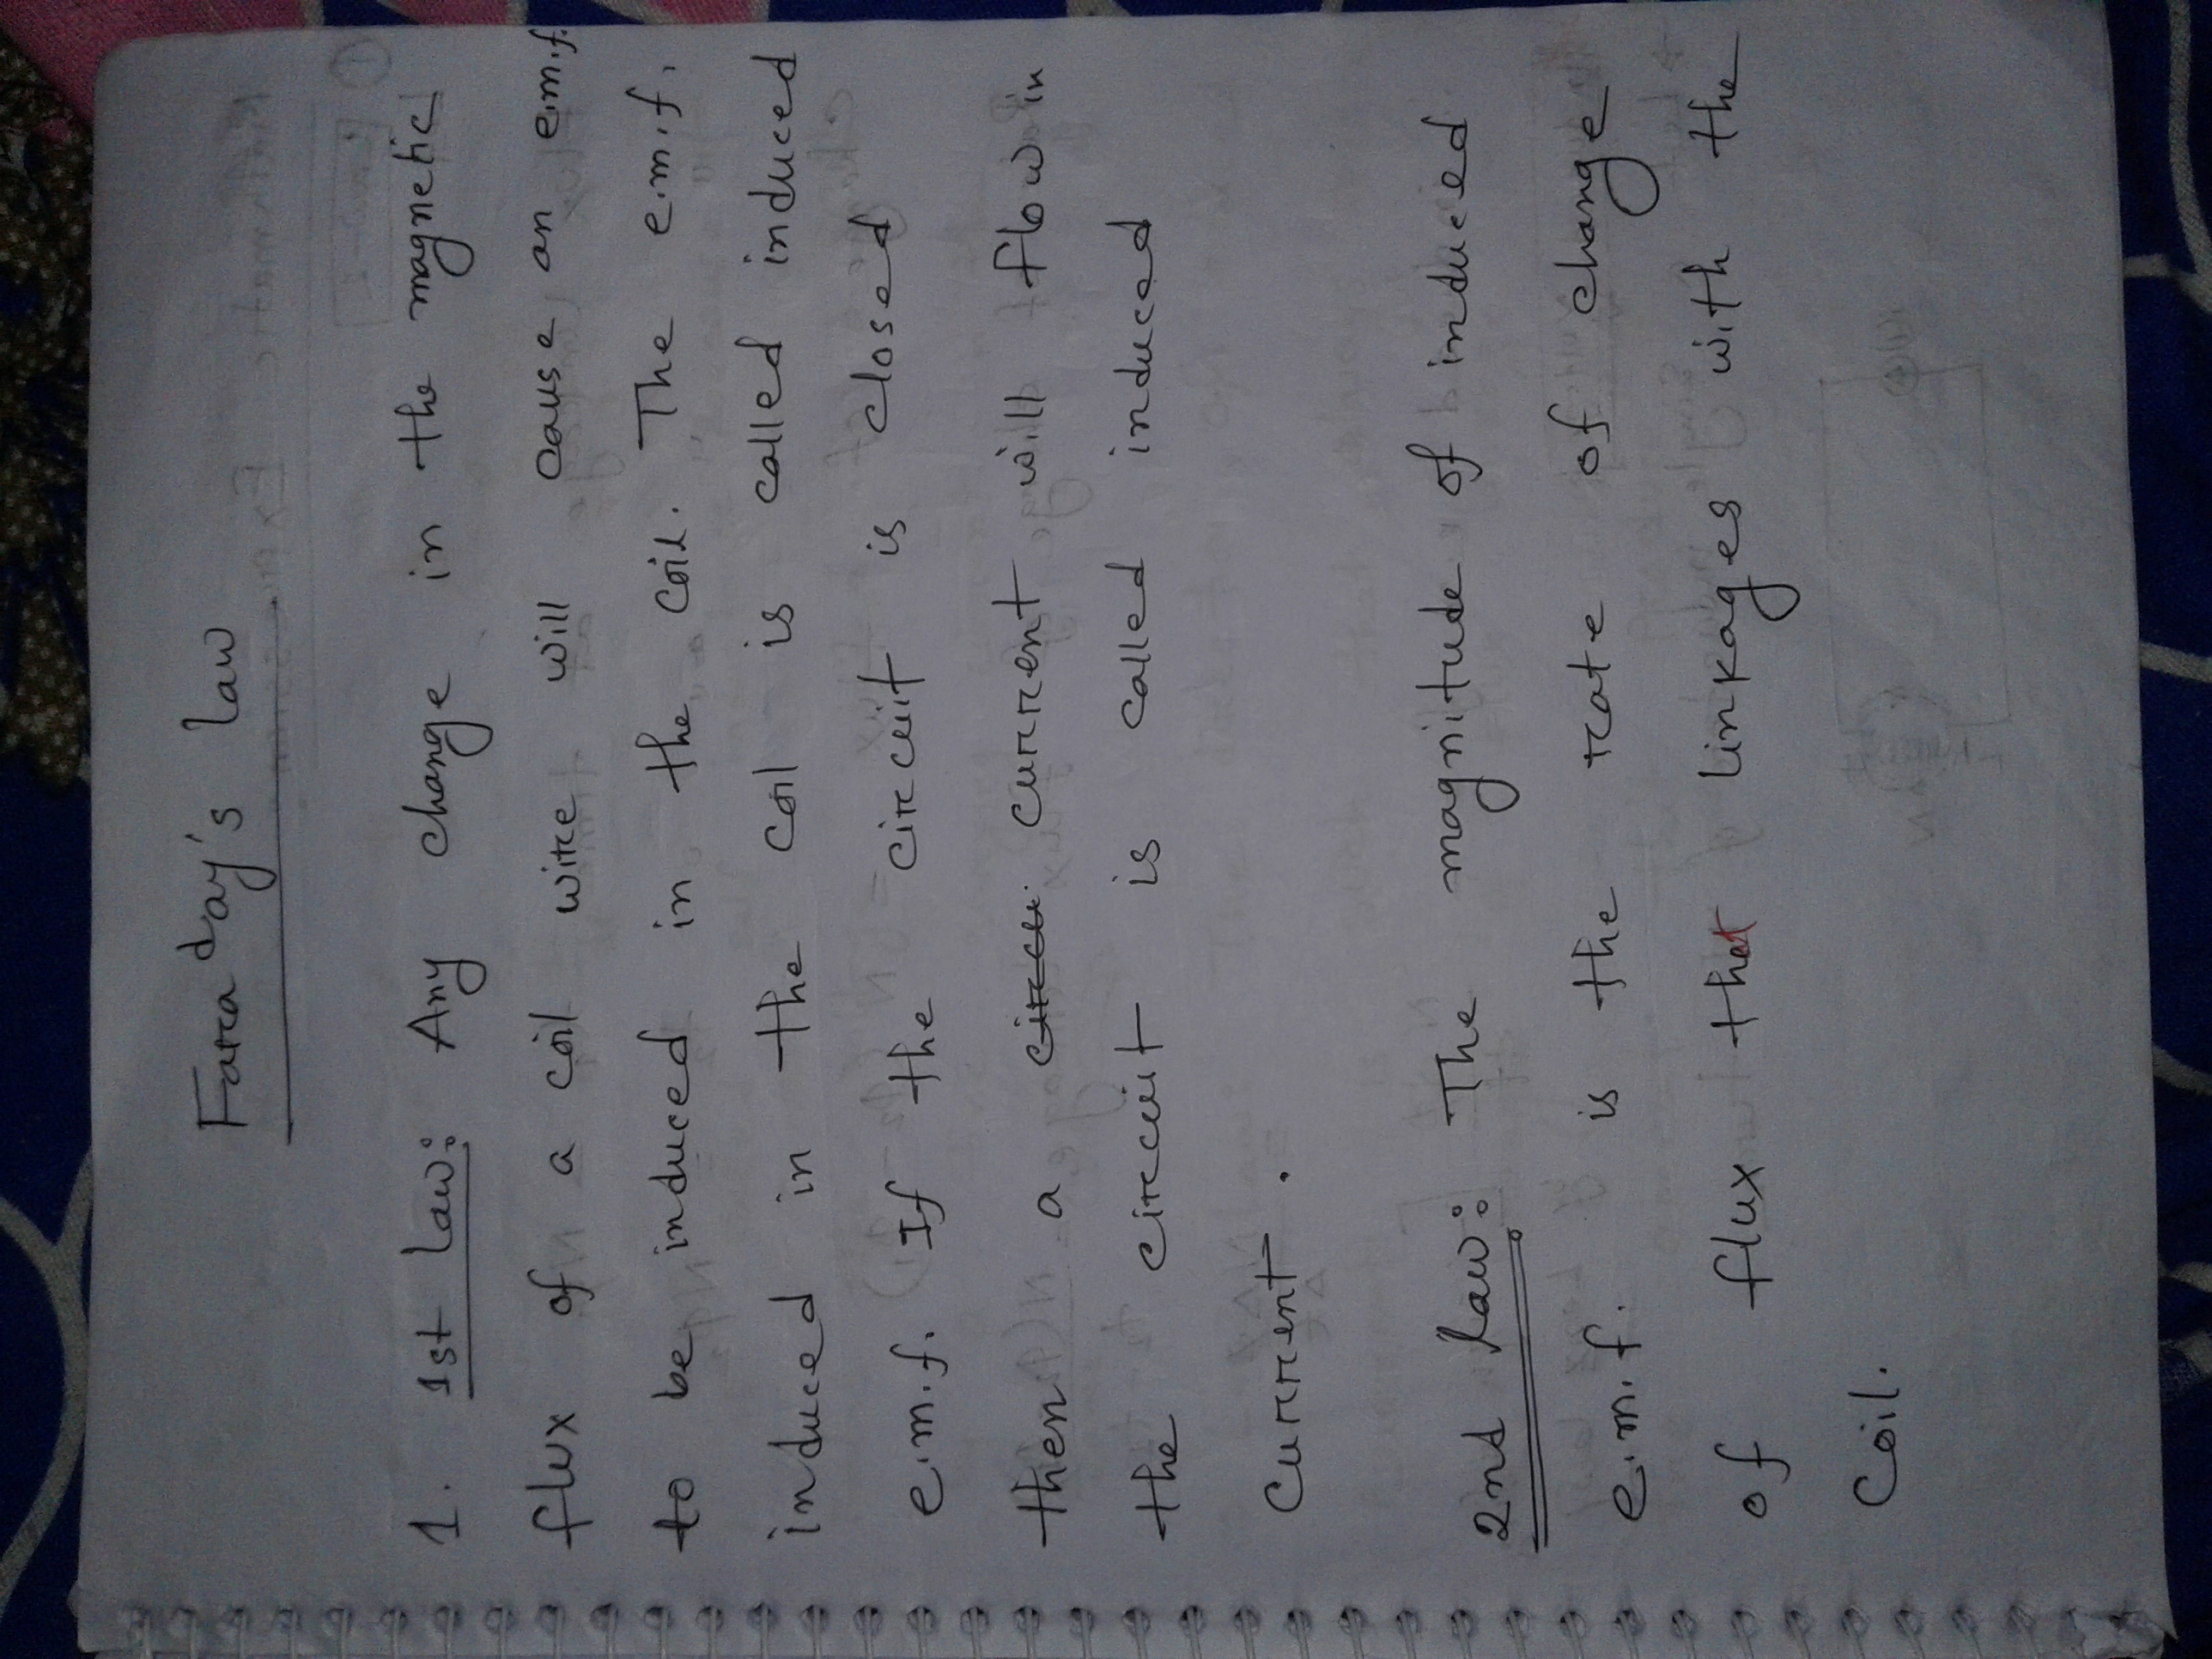 Faraday's law
1. 1st law: Any change in the magnetic
flux of a coil wire will cause an e.m.f.
to be induced in the coil. The e.m.f.
induced in the coil is called induced
e.m.f. If the circuit is closed
then a circu current will flow in
the circuit is called induced
current.
2nd law: The magnitude of induced
e.m.f. is the rate of change
of flux that linkages with the
Coil.